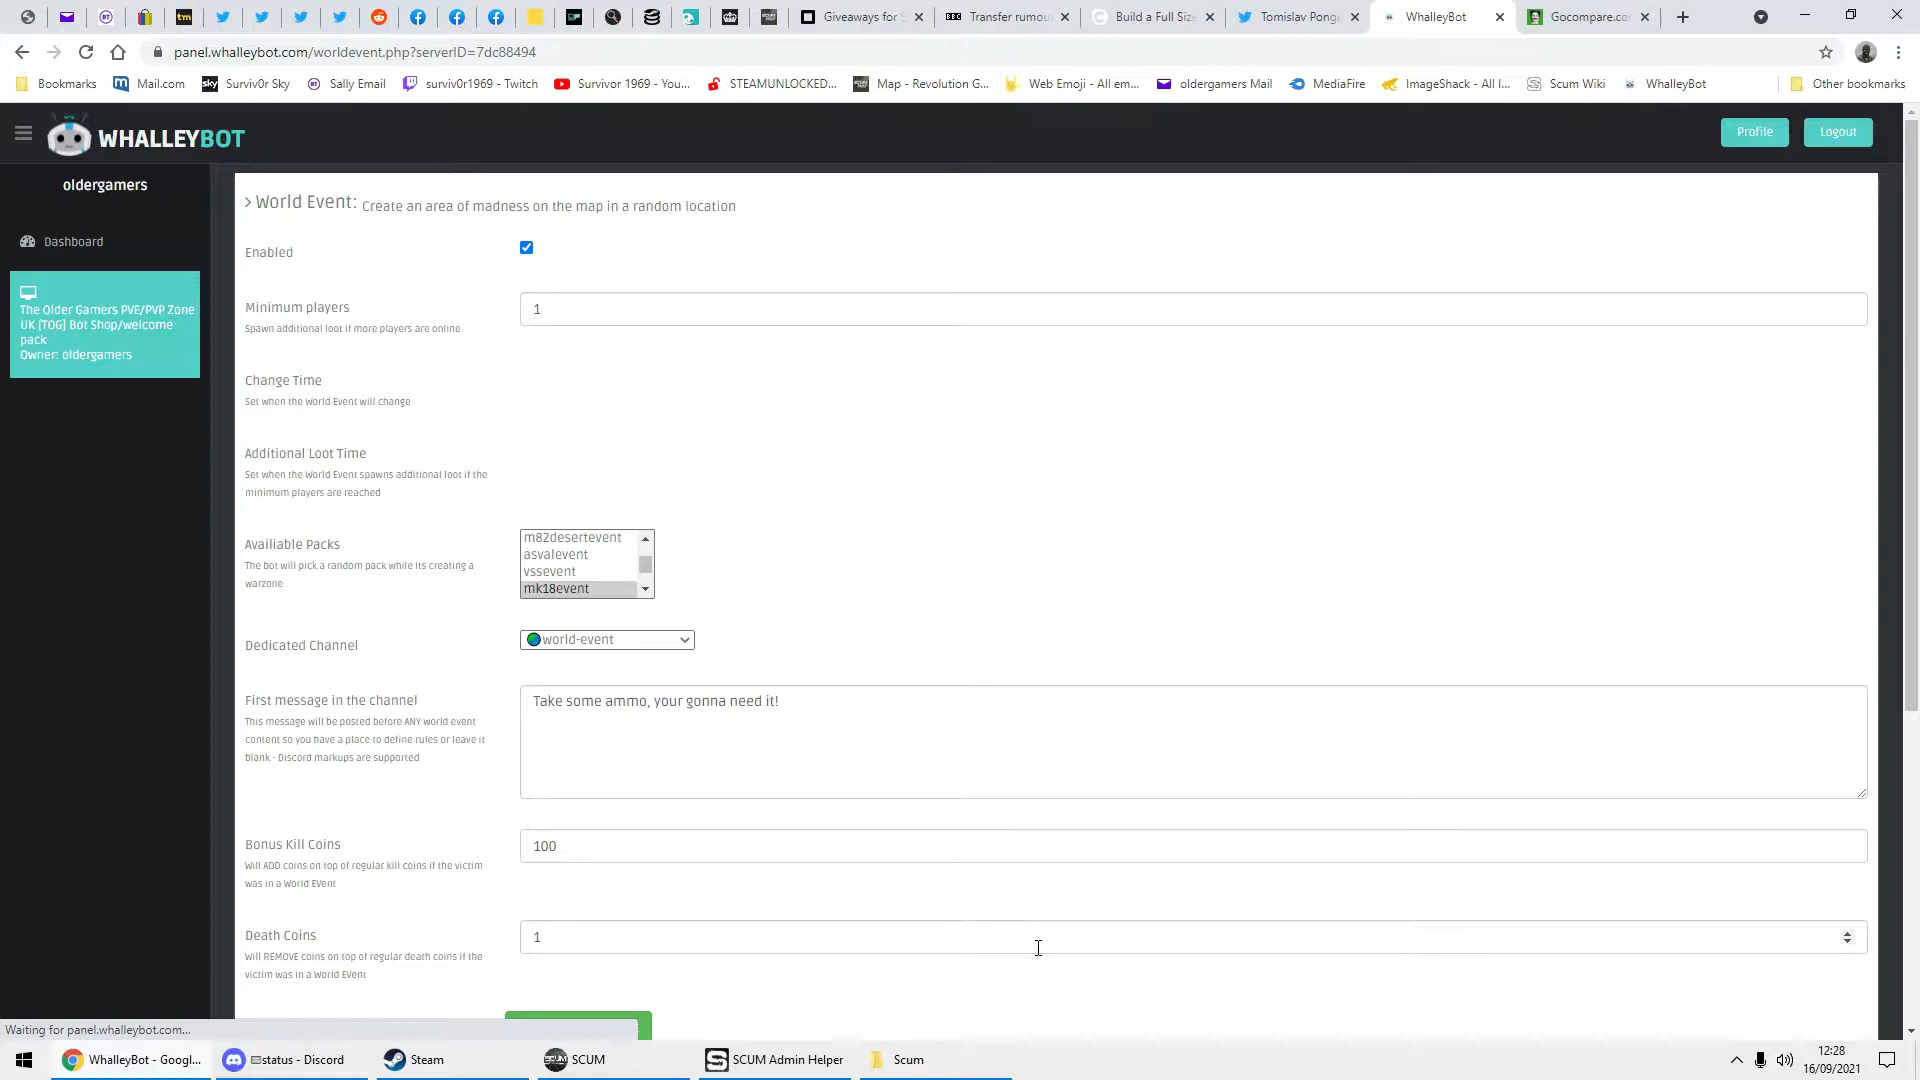 Giveaways for S
Transfer rumou
Build a Full Size
Tomislav Pong
WhalleyBot
Gocompare.co
panel.whalleybot.com/worldevent.php?serverID=7dc88494
Bookmarks
Mail.com
sky
Surviv0r Sky
Sally Email
surviv0r1969 - Twitch
Survivor 1969 - You...
STEAMUNLOCKED...
Map - Revolution G...
Web Emoji - All em...
oldergamers Mail
MediaFire
ImageShack - All I...
Scum Wiki
WhalleyBot
Other bookmarks
WHALLEYBOT
Profile
Logout
oldergamers
Dashboard
The Older Gamers PVE/PVP Zone
UK [TOG] Bot Shop/welcome
pack
Owner: oldergamers
> World Event: Create an area of madness on the map in a random location
Enabled
Minimum players
Spawn additional loot if more players are online
1
Change Time
Set when the World Event will change
Additional Loot Time
Set when the World Event spawns additional loot if the
minimum players are reached
Availiable Packs
The bot will pick a random pack while its creating a
warzone
m82desertevent
asvalevent
vssevent
mk18event
Dedicated Channel
world-event
First message in the channel
This message will be posted before ANY world event
content so you have a place to define rules or leave it
blank - Discord markups are supported
Take some ammo, your gonna need it!
Bonus Kill Coins
Will ADD coins on top of regular kill coins if the victim
was in a World EVent
100
Death Coins
Will REMOVE coins on top of regular death coins if the
victim was in a World EVent
1
Waiting for panel.whalleybot.com...
WhalleyBot - Googl...
status - Discord
Steam
SCUM
SCUM Admin Helper
Scum
12:28
16/09/2021